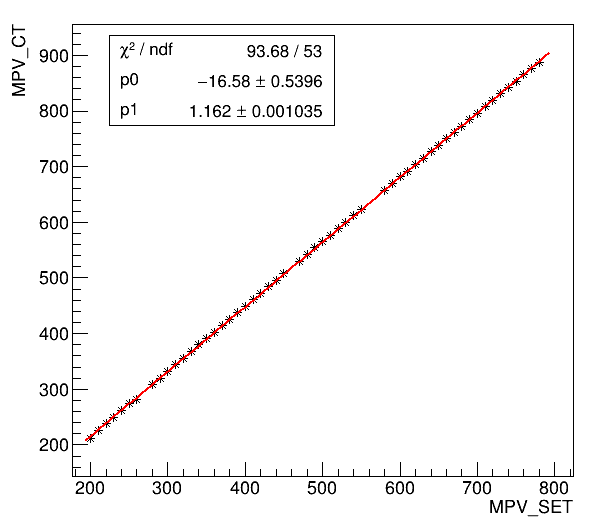 MPV_CT
χ² / ndf 93.68 / 53
p0 −16.58 ± 0.5396
p1 1.162 ± 0.001035
900
800
700
600
500
400
300
200
200 300 400 500 600 700 800
MPV_SET